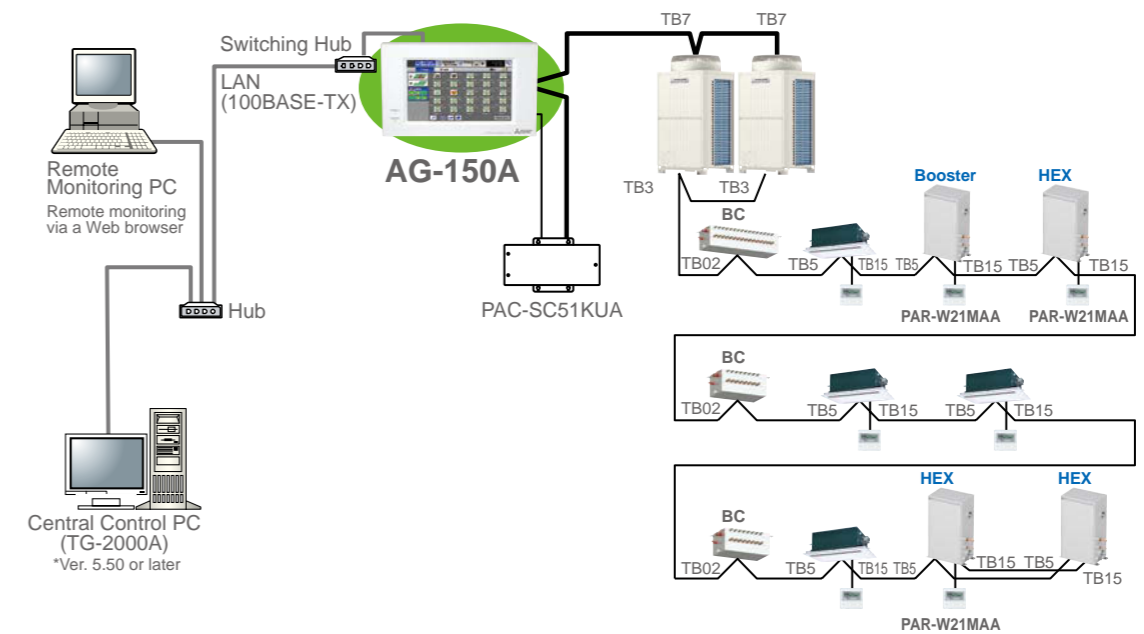 TB7
TB7
Switching Hub
LAN
(100BASE-TX)
AG-150A
Remote
Monitoring PC
Remote monitoring
via a Web browser
Hub
PAC-SC51KUA
Central Control PC
(TG-2000A)
*Ver. 5.50 or later
TB3
TB3
Booster
HEX
BC
TB02
TB5
TB15
TB5
TB15
TB5
TB15
PAR-W21MAA
PAR-W21MAA
BC
TB02
TB5
TB15
TB5
TB15
HEX
HEX
BC
TB02
TB5
TB15
TB5
TB15
TB5
TB15
PAR-W21MAA